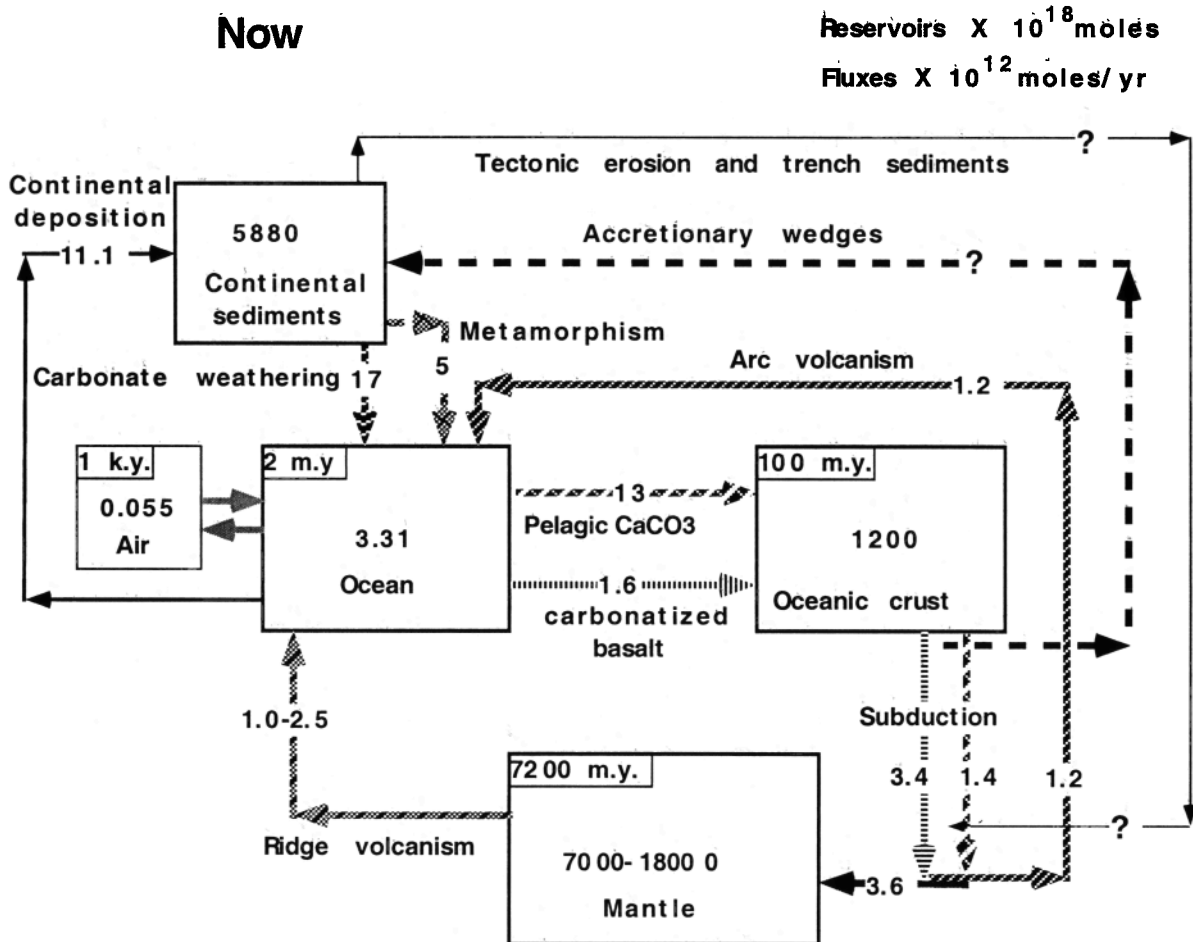 Now
Reservoirs X 10^18 moles
Fluxes X 10^12 moles/yr
?
Tectonic erosion and trench sediments
Continental
deposition
11.1
5880
Continental
sediments
Accretionary wedges
?
Metamorphism
5
Carbonate weathering 17
Arc volcanism
1.2
1 k.y.
0.055
Air
2 m.y
3.31
Ocean
13
Pelagic CaCO3
1.6
carbonatized
basalt
100 m.y.
1200
Oceanic crust
1.0-2.5
Ridge volcanism
Subduction
3.4
1.4
1.2
?
7200 m.y.
7000-18000
Mantle
3.6